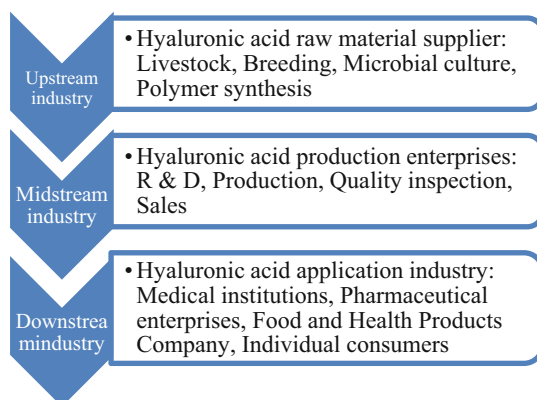 Upstream
industry
• Hyaluronic acid raw material supplier:
Livestock, Breeding, Microbial culture,
Polymer synthesis
Midstream
industry
• Hyaluronic acid production enterprises:
R & D, Production, Quality inspection,
Sales
Downstrea
mindustry
• Hyaluronic acid application industry:
Medical institutions, Pharmaceutical
enterprises, Food and Health Products
Company, Individual consumers